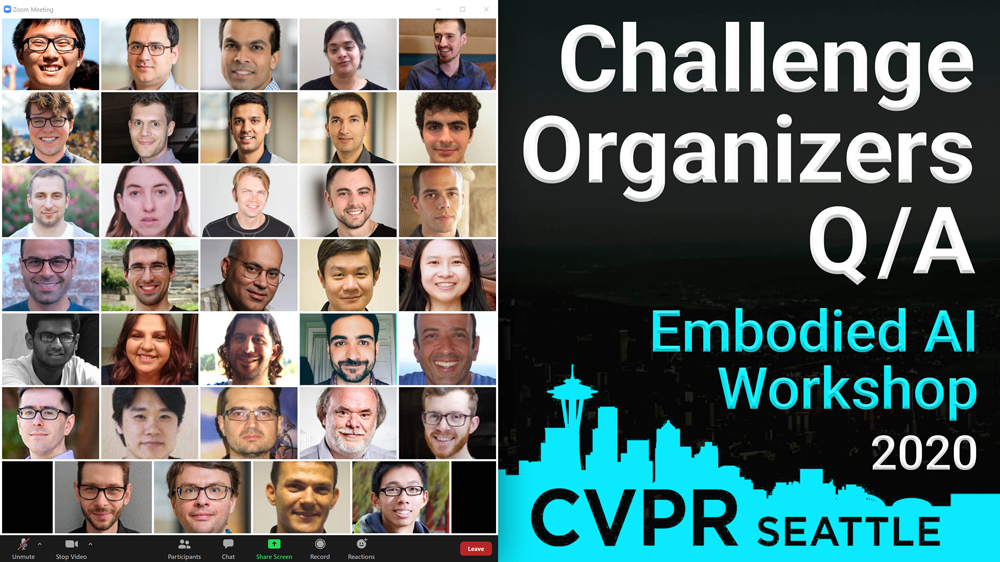 Zoom Meeting
Challenge
Organizers
Q/A
Embodied AI
Workshop
2020
CVPR SEATTLE
Unmute
Stop Video
Participants
Chat
Share Screen
Record
Reactions
Leave